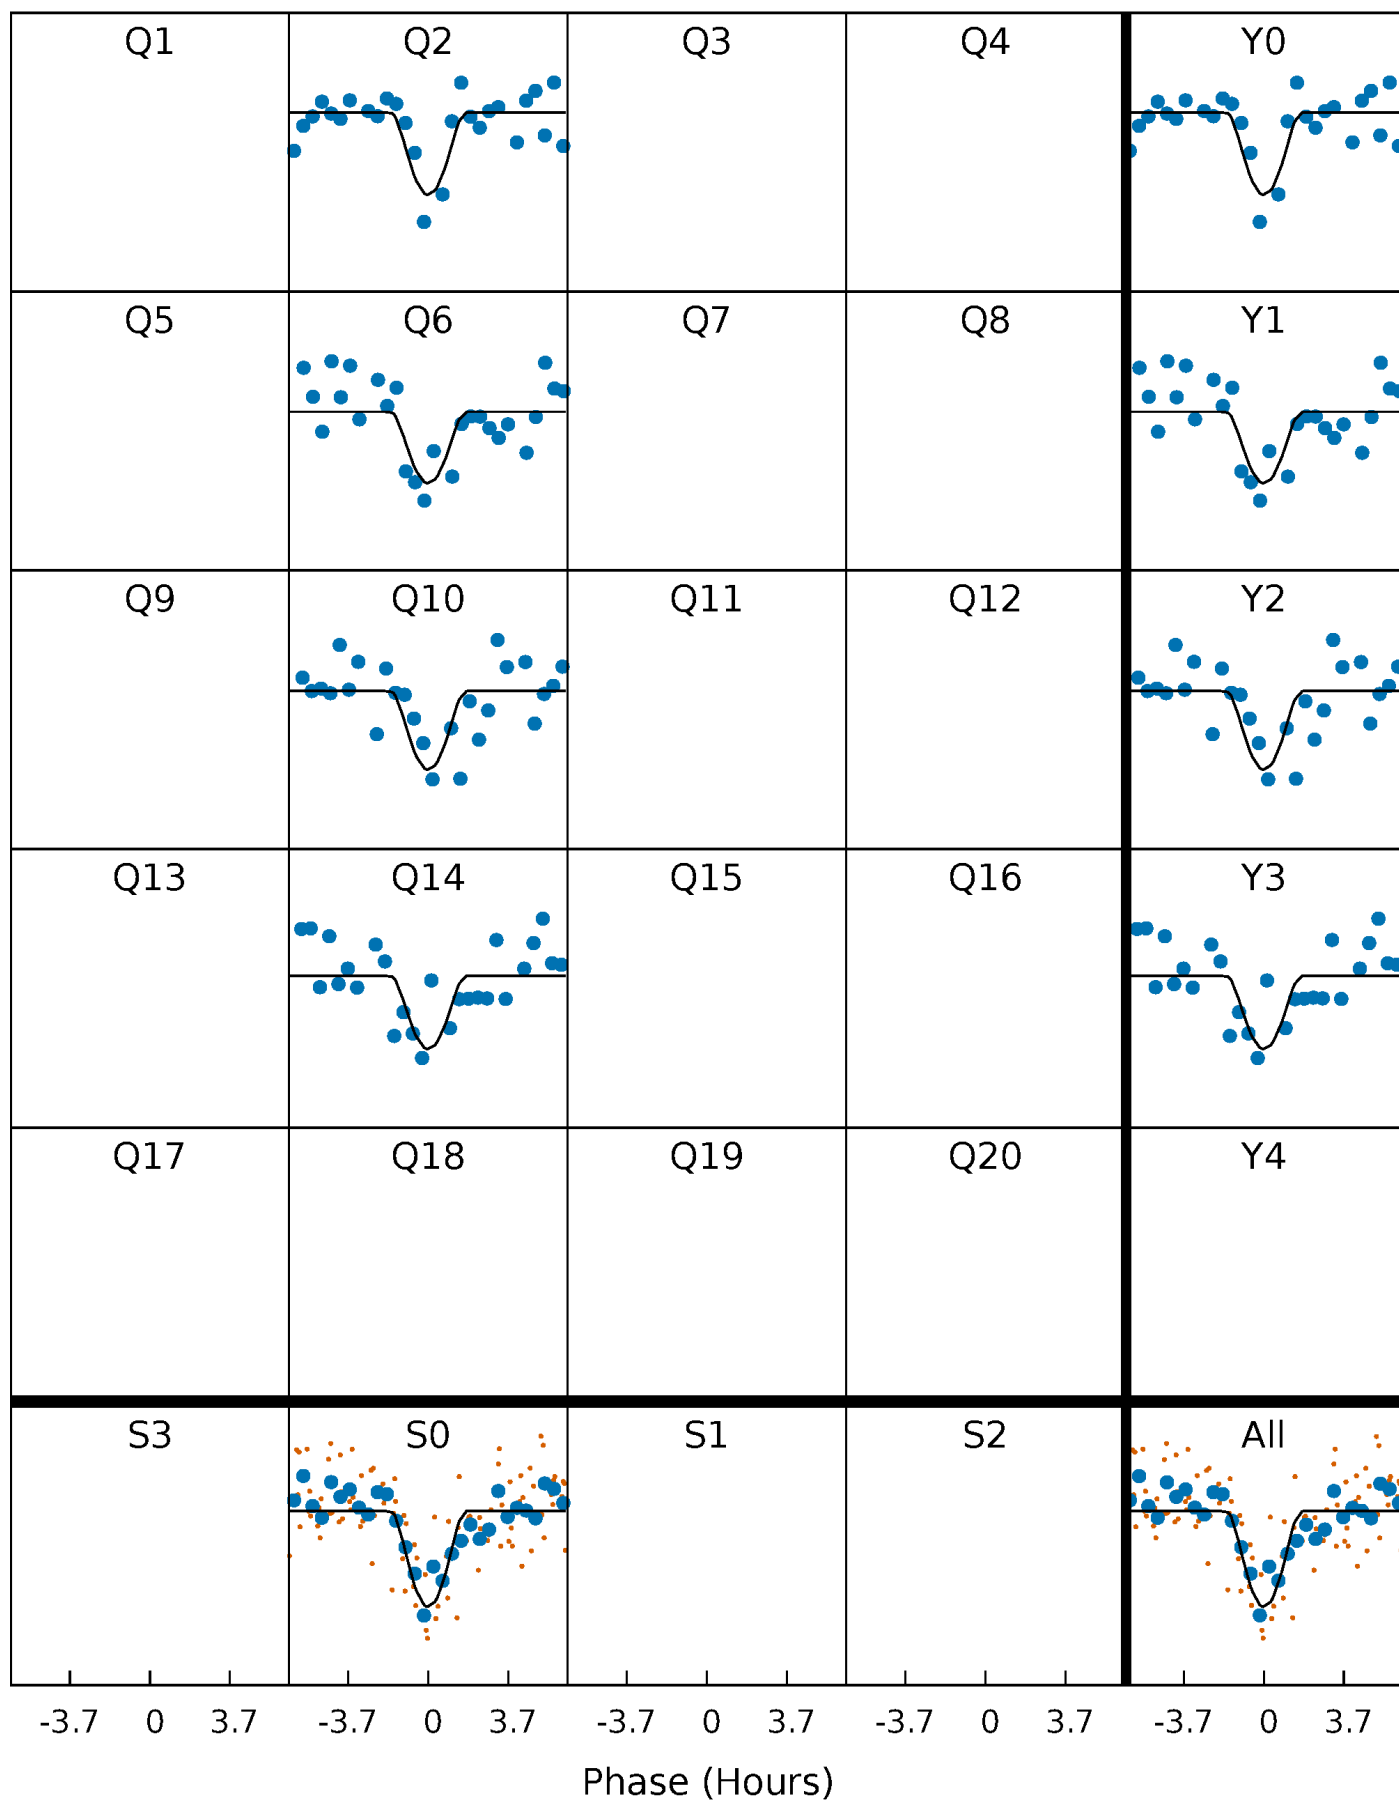 Q1 Q2 Q3 Q4 Y0
Q5 Q6 Q7 Q8 Y1
Q9 Q10 Q11 Q12 Y2
Q13 Q14 Q15 Q16 Y3
Q17 Q18 Q19 Q20 Y4
S3 S0 S1 S2 All
-3.7 0 3.7 -3.7 0 3.7 -3.7 0 3.7 -3.7 0 3.7 -3.7 0 3.7
Phase (Hours)